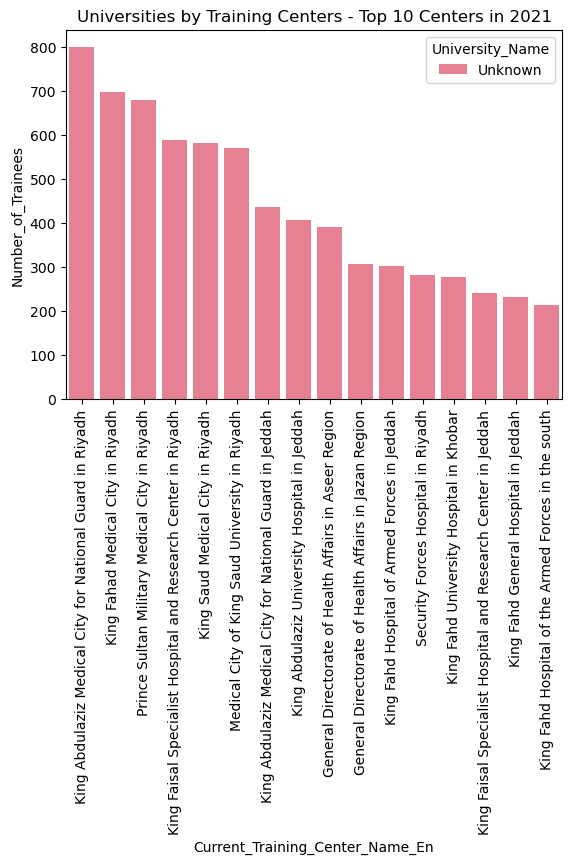 Universities by Training Centers - Top 10 Centers in 2021
University_Name
Unknown
Number_of_Trainees
800
700
600
500
400
300
200
100
0
King Abdulaziz Medical City for National Guard in Riyadh
King Fahad Medical City in Riyadh
Prince Sultan Military Medical City in Riyadh
King Faisal Specialist Hospital and Research Center in Riyadh
King Saud Medical City in Riyadh
Medical City of King Saud University in Riyadh
King Abdulaziz Medical City for National Guard in Jeddah
King Abdulaziz University Hospital in Jeddah
General Directorate of Health Affairs in Aseer Region
General Directorate of Health Affairs in Jazan Region
King Fahd Hospital of Armed Forces in Jeddah
Security Forces Hospital in Riyadh
King Fahd University Hospital in Khobar
King Faisal Specialist Hospital and Research Center in Jeddah
King Fahd General Hospital in Jeddah
King Fahd Hospital of the Armed Forces in the south
Current_Training_Center_Name_En